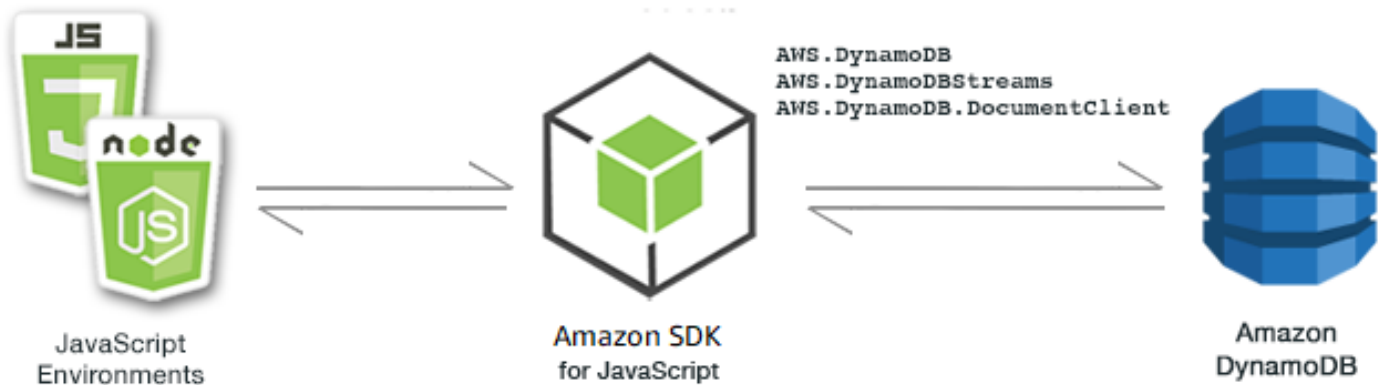 JS
node
JS
AWS.DynamoDB
AWS.DynamoDBStreams
AWS.DynamoDB.DocumentClient
JavaScript
Environments
Amazon SDK
for JavaScript
Amazon
DynamoDB